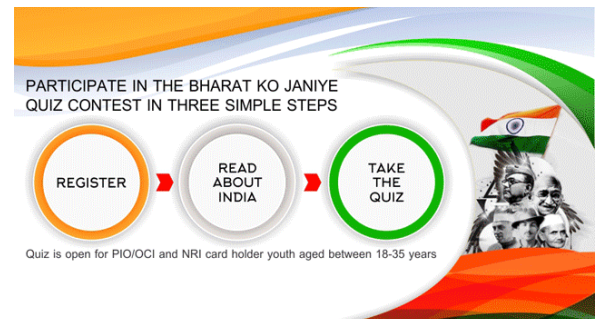 PARTICIPATE IN THE BHARAT KO JANIYE
QUIZ CONTEST IN THREE SIMPLE STEPS
REGISTER
READ
ABOUT
INDIA
TAKE
THE
QUIZ
Quiz is open for PIO/OCI and NRI card holder youth aged between 18-35 years